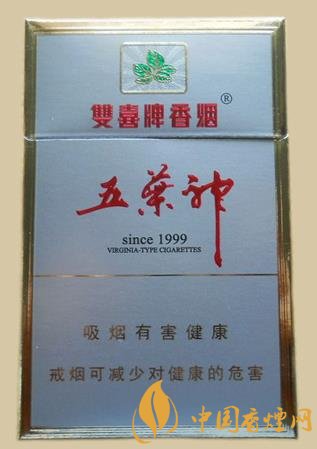 雙喜牌香烟®
五葉神
since 1999
VIRGINIA-TYPE CIGARETTES
吸烟有害健康
戒烟可减少对健康的危害
中国香烟网